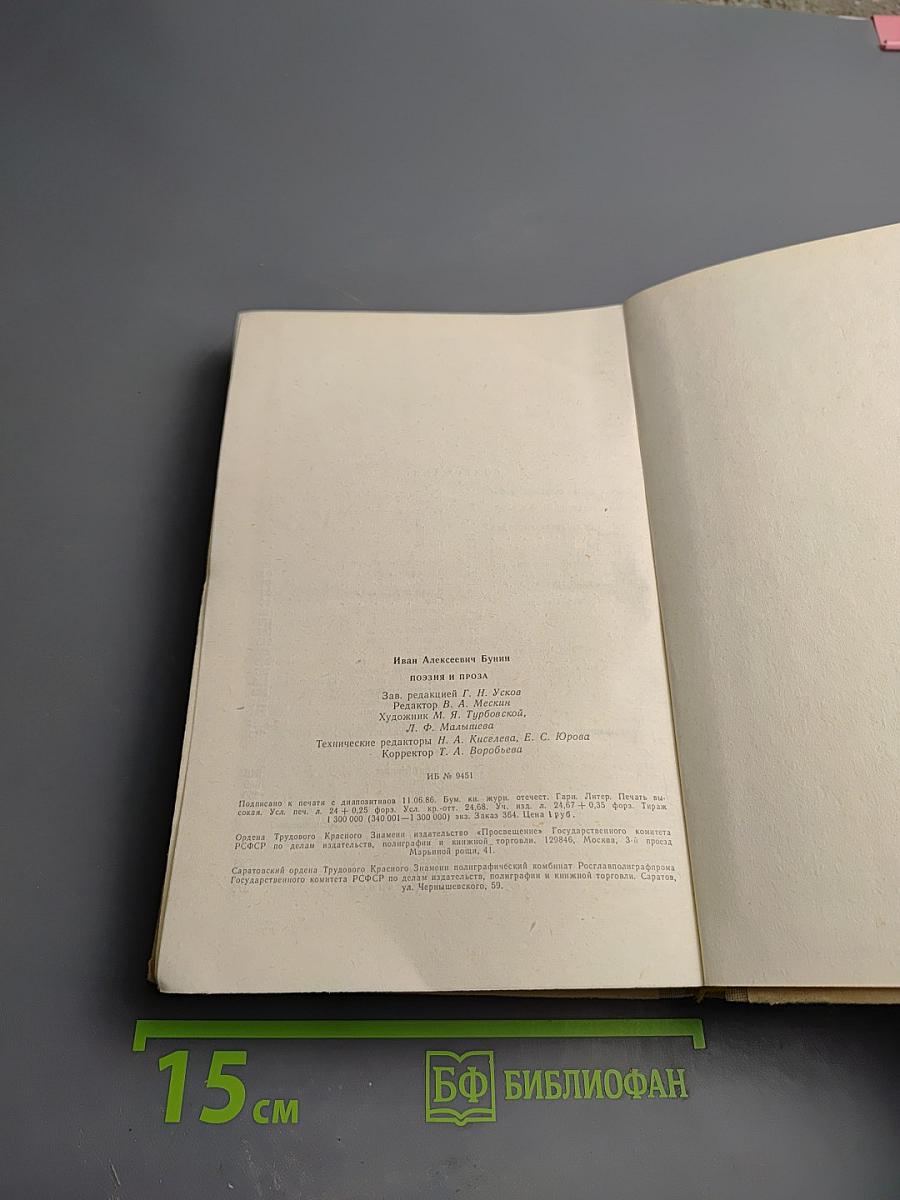 Иван Алексеевич Бунин
ПОЭЗИЯ И ПРОЗА
Зав. редакцией Г. Н. Усков
Редактор В. А. Мескин
Художник М. Я. Турбовской,
Л. Ф. Малышева
Технические редакторы Н. А. Киселева, Е. С. Юрова
Корректор Т. А. Воробьева
ИБ № 9451
Подписано к печати с диапозитивов 11.06.86. Бум. кн. журн. отечест. Гарн. Литер. Печать вы-
сокая. Усл. печ. л. 24 + 0,25 форз. Усл. кр.-отт. 24,68. Уч. изд. л. 24,67 + 0,35 форз. Тираж
1 300 000 (340 001—1 300 000) экз. Заказ 364. Цена 1 руб.
Ордена Трудового Красного Знамени издательство «Просвещение» Государственного комитета
РСФСР по делам издательств, полиграфии и книжной торговли. 129846, Москва, 3-й проезд
Марьиной рощи, 41.
Саратовский ордена Трудового Красного Знамени полиграфический комбинат Росглавполиграфпрома
Государственного комитета РСФСР по делам издательств, полиграфии и книжной торговли. Саратов,
ул. Чернышевского, 59.
15 см
БФ БИБЛИОФАН